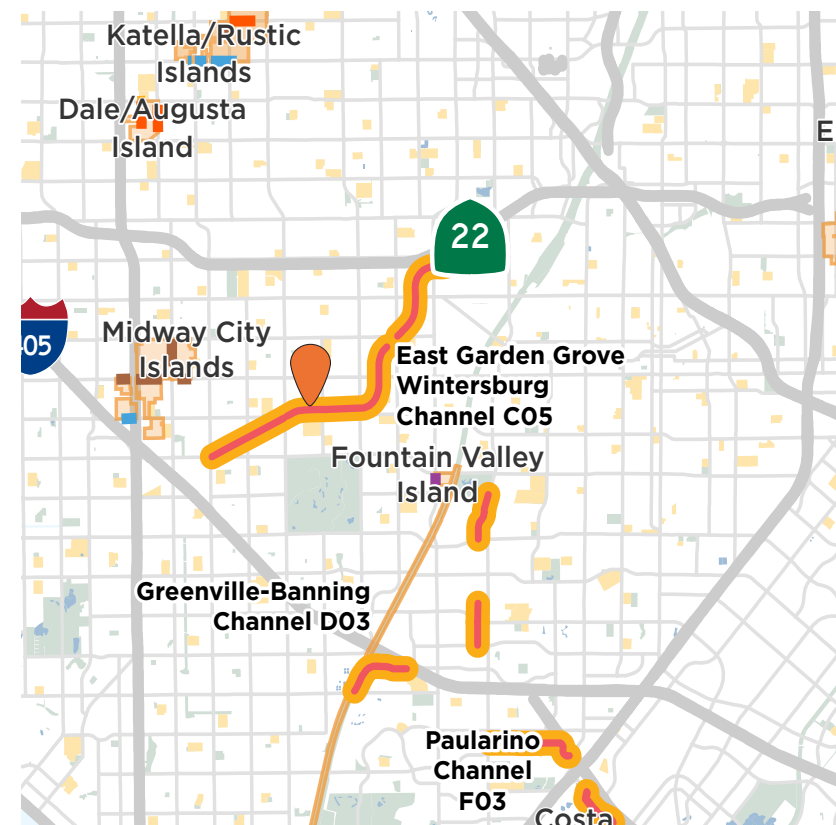 Katella/Rustic
Islands
Dale/Augusta
Island
E
22
05
Midway City
Islands
East Garden Grove
Wintersburg
Channel C05
Fountain Valley
Island
Greenville-Banning
Channel D03
Paularino
Channel
F03
Costa